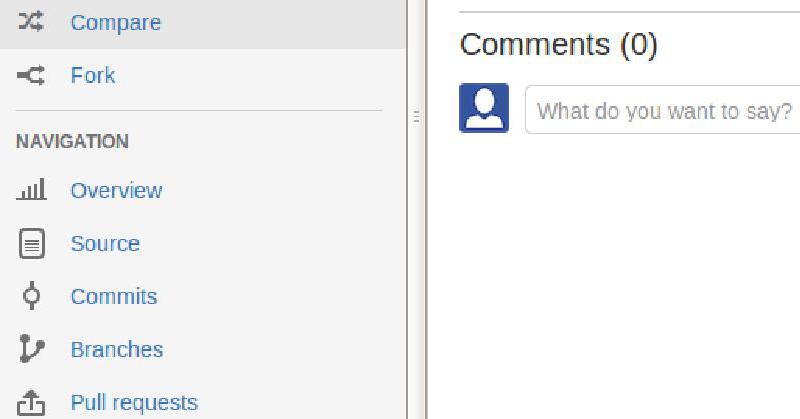 Compare
Fork
NAVIGATION
Overview
Source
Commits
Branches
Pull requests
Comments (0)
What do you want to say?